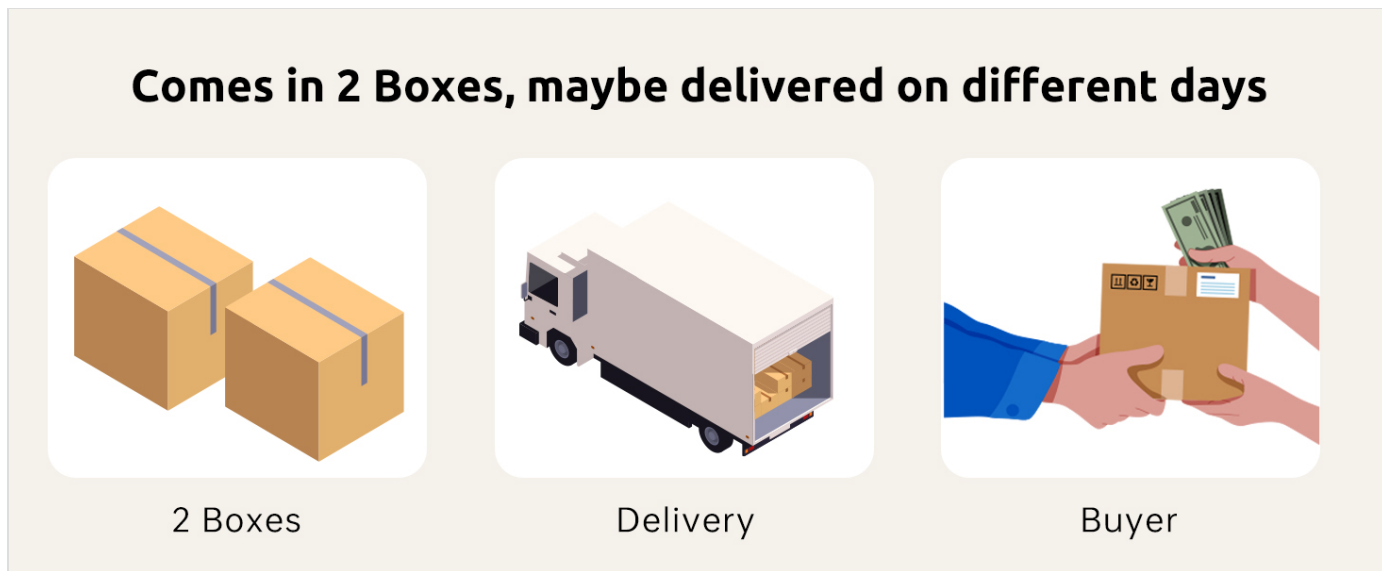 Comes in 2 Boxes, maybe delivered on different days
2 Boxes
Delivery
Buyer